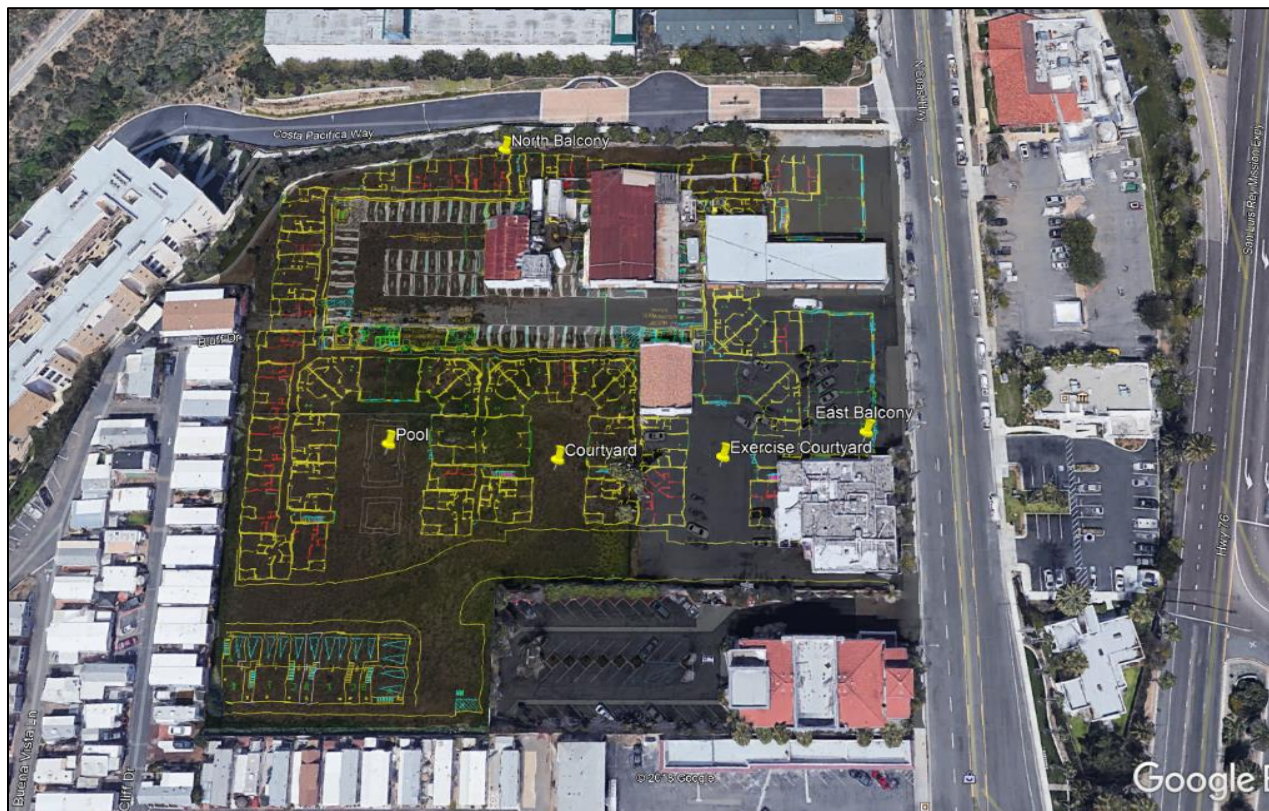 Costa Pacifica Way
North Balcony
N Coast Hwy
San Luis Rey Mission Expy
Bluff Dr
Pool
Courtyard
East Balcony
Exercise Courtyard
Hwy 76
Buena Vista Ln
Cliff Dr
© 2018 Google
Google E